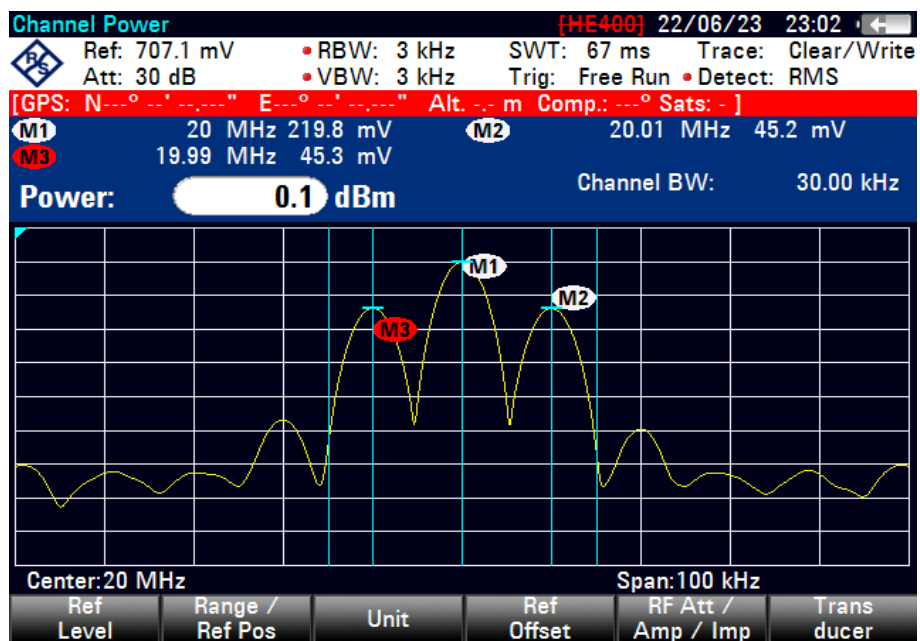 Channel Power [HE400] 22/06/23 23:02
R&S Ref: 707.1 mV • RBW: 3 kHz SWT: 67 ms Trace: Clear/Write
Att: 30 dB • VBW: 3 kHz Trig: Free Run • Detect: RMS
[GPS: N---° --' --.---" E---° --' --.---" Alt. -.- m Comp.: ---° Sats: - ]
M1 20 MHz 219.8 mV M2 20.01 MHz 45.2 mV
M3 19.99 MHz 45.3 mV
Power: 0.1 dBm Channel BW: 30.00 kHz
M1
M2
M3
Center:20 MHz Span:100 kHz
Ref Level Range / Ref Pos Unit Ref Offset RF Att / Amp / Imp Trans ducer